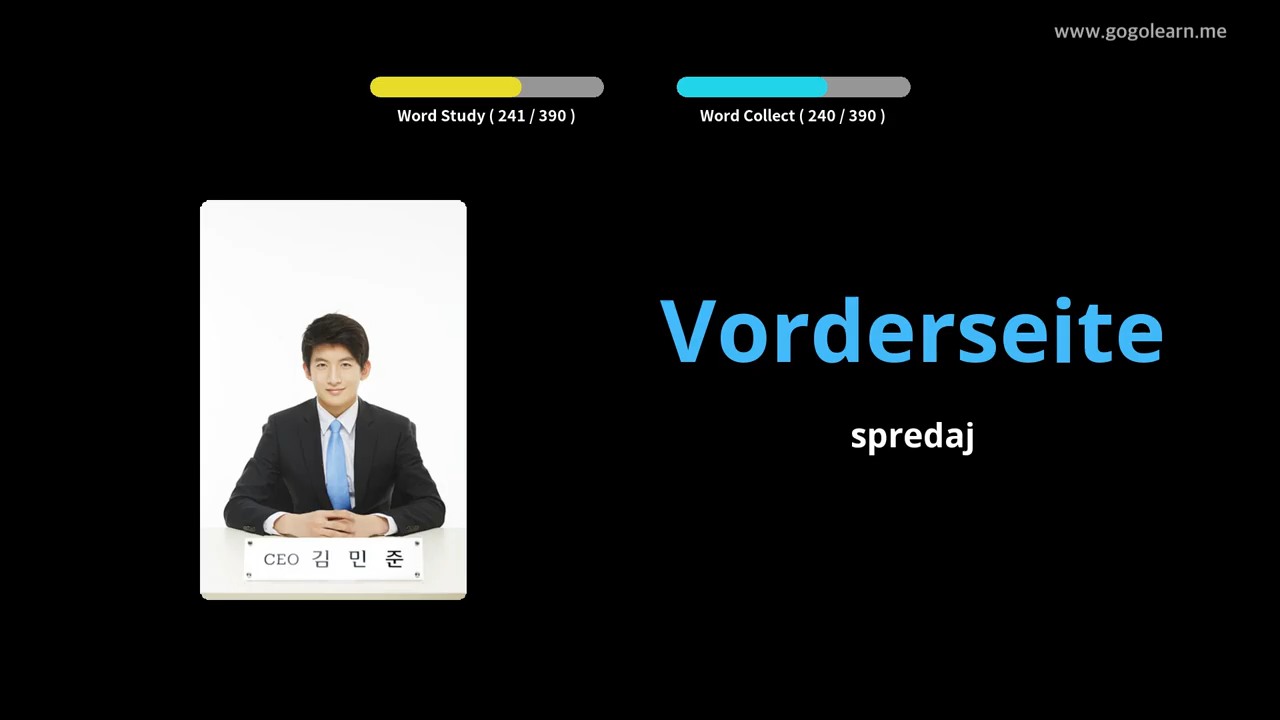 www.gogolearn.me
Word Study ( 241 / 390 )
Word Collect ( 240 / 390 )
Vorderseite
spredaj
CEO 김 민 준